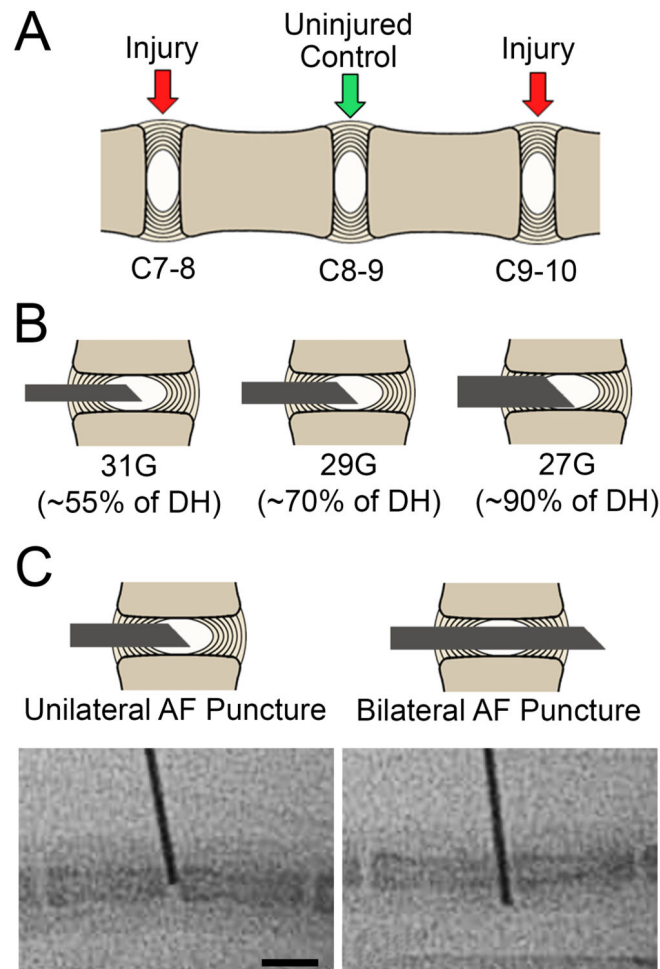 A
Injury
Uninjured
Control
Injury
C7-8
C8-9
C9-10
B
31G
(~55% of DH)
29G
(~70% of DH)
27G
(~90% of DH)
C
Unilateral AF Puncture
Bilateral AF Puncture